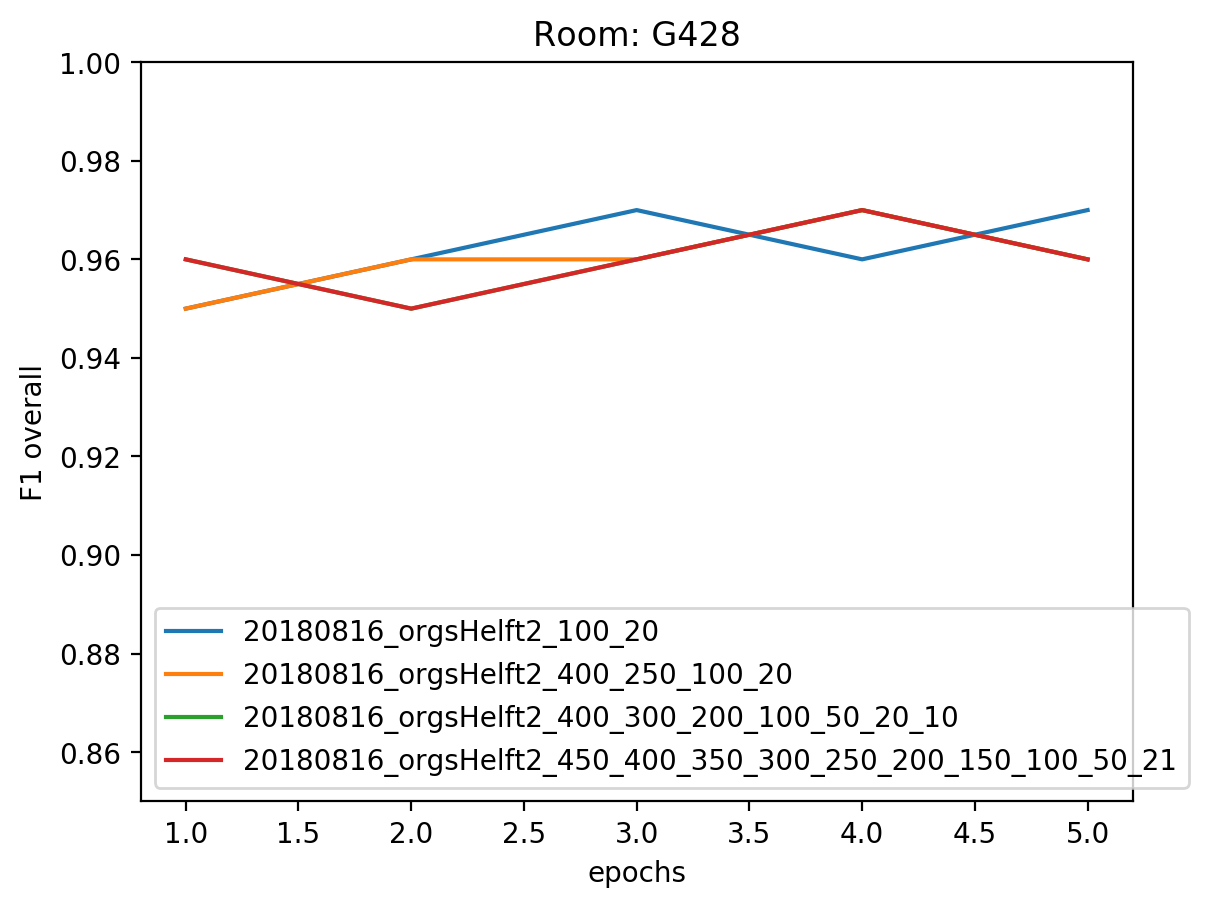 Room: G428
1.00
0.98
0.96
0.94
0.92
0.90
0.88
0.86
F1 overall
20180816_orgsHelft2_100_20
20180816_orgsHelft2_400_250_100_20
20180816_orgsHelft2_400_300_200_100_50_20_10
20180816_orgsHelft2_450_400_350_300_250_200_150_100_50_21
1.0 1.5 2.0 2.5 3.0 3.5 4.0 4.5 5.0
epochs